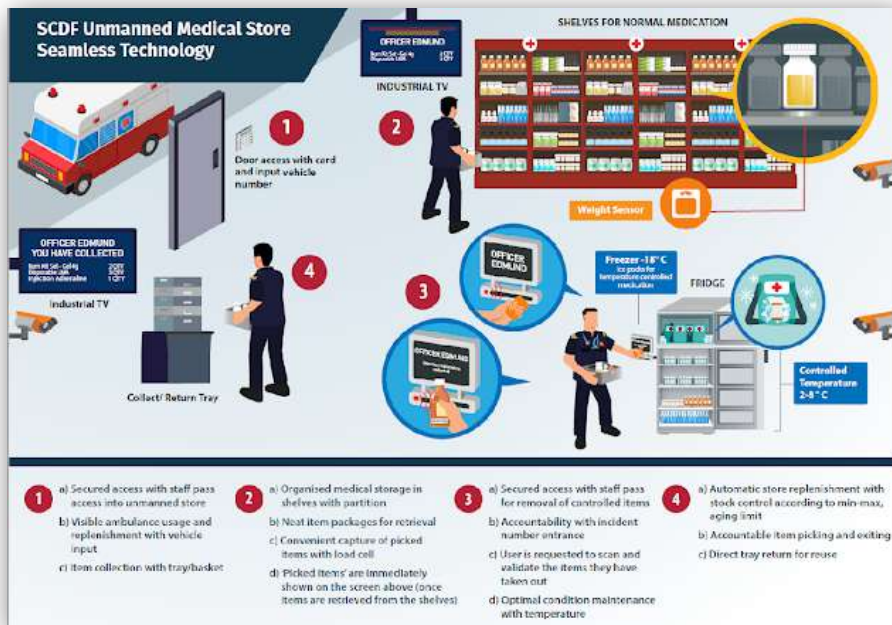 SCDF Unmanned Medical Store
Seamless Technology
OFFICER EDMUND
INDUSTRIAL TV
SHELVES FOR NORMAL MEDICATION
1
Door access with card
and input vehicle
number
2
Weight Sensor
OFFICER EDMUND
YOU HAVE COLLECTED
Industrial TV
4
Collect/ Return Tray
3
OFFICER
EDMUND
OFFICER EDMUND
Freezer -18° C
Ice packs for
temperature controlled
medication
FRIDGE
Controlled
Temperature
2-8° C
1
a) Secured access with staff pass
access into unmanned store
b) Visible ambulance usage and
replenishment with vehicle
input
c) Item collection with tray/basket
2
a) Organised medical storage in
shelves with partition
b) Neat item packages for retrieval
c) Convenient capture of picked
items with load cell
d) 'Picked items' are immediately
shown on the screen above (once
items are retrieved from the shelves)
3
a) Secured access with staff pass
for removal of controlled items
b) Accountability with incident
number entrance
c) User is requested to scan and
validate the items they have
taken out
d) Optimal condition maintenance
with temperature
4
a) Automatic store replenishment with
stock control according to min-max,
aging limit
b) Accountable item picking and exiting
c) Direct tray return for reuse